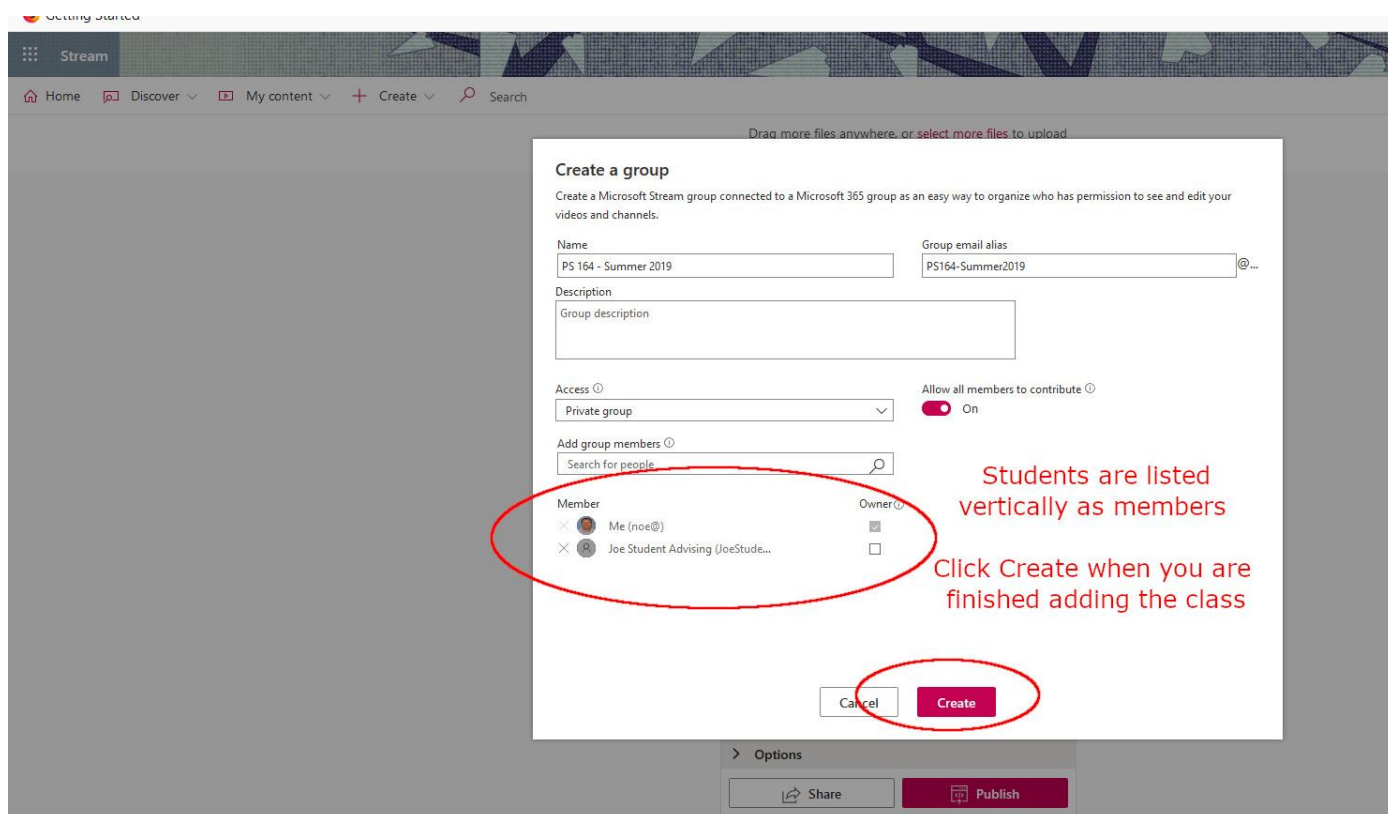 Getting Started
Stream
Home Discover My content Create Search
Drag more files anywhere, or select more files to upload
Create a group
Create a Microsoft Stream group connected to a Microsoft 365 group as an easy way to organize who has permission to see and edit your
videos and channels.
Name
PS 164 - Summer 2019
Group email alias
PS164-Summer2019
@...
Description
Group description
Access
Private group
Allow all members to contribute
On
Add group members
Search for people
Member Owner
Me (noe@)
Joe Student Advising (JoeStude...
Students are listed
vertically as members
Click Create when you are
finished adding the class
Cancel Create
Options
Share Publish